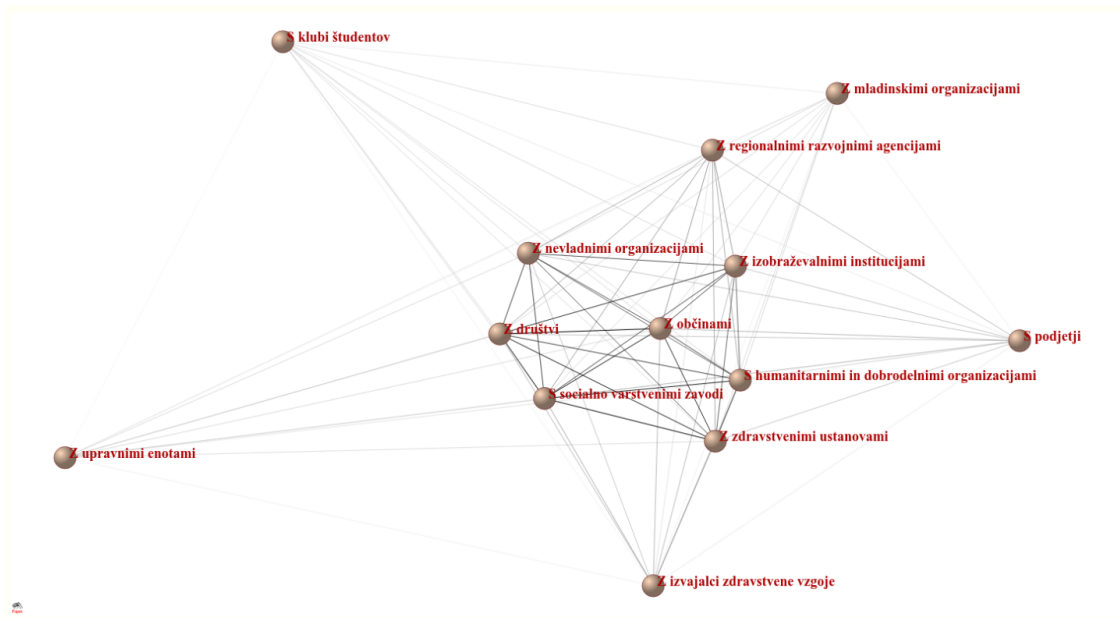 S klubi študentov
Z mladinskimi organizacijami
Z regionalnimi razvojnimi agencijami
Z nevladnimi organizacijami
Z izobraževalnimi institucijami
Z občinami
Z društvi
S podjetji
S humanitarnimi in dobrodelnimi organizacijami
S socialno varstvenimi zavodi
Z zdravstvenimi ustanovami
Z upravnimi enotami
Z izvajalci zdravstvene vzgoje